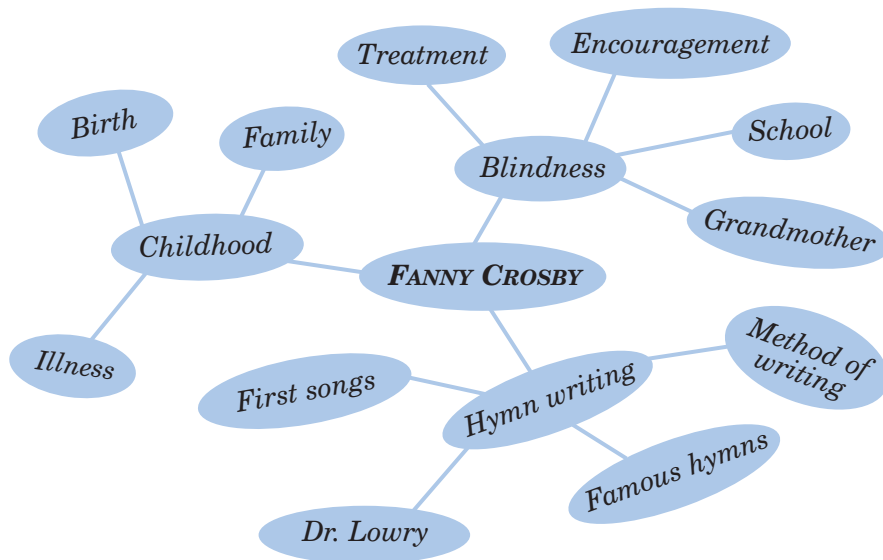 Treatment
Encouragement
Birth
Family
School
Blindness
Grandmother
Childhood
FANNY CROSBY
Illness
First songs
Hymn writing
Method of
writing
Famous hymns
Dr. Lowry